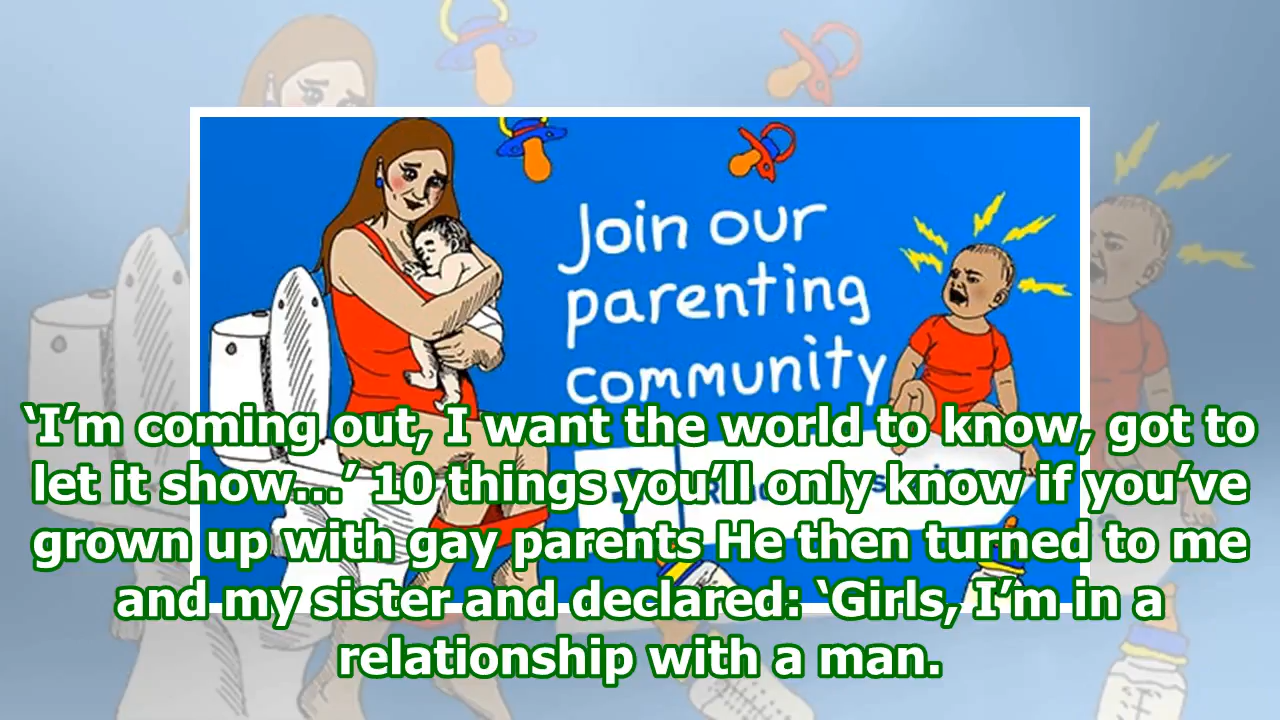 Join our
parenting
community
‘I’m coming out, I want the world to know, got to
let it show...’ 10 things you’ll only know if you’ve
grown up with gay parents He then turned to me
and my sister and declared: ‘Girls, I’m in a
relationship with a man.